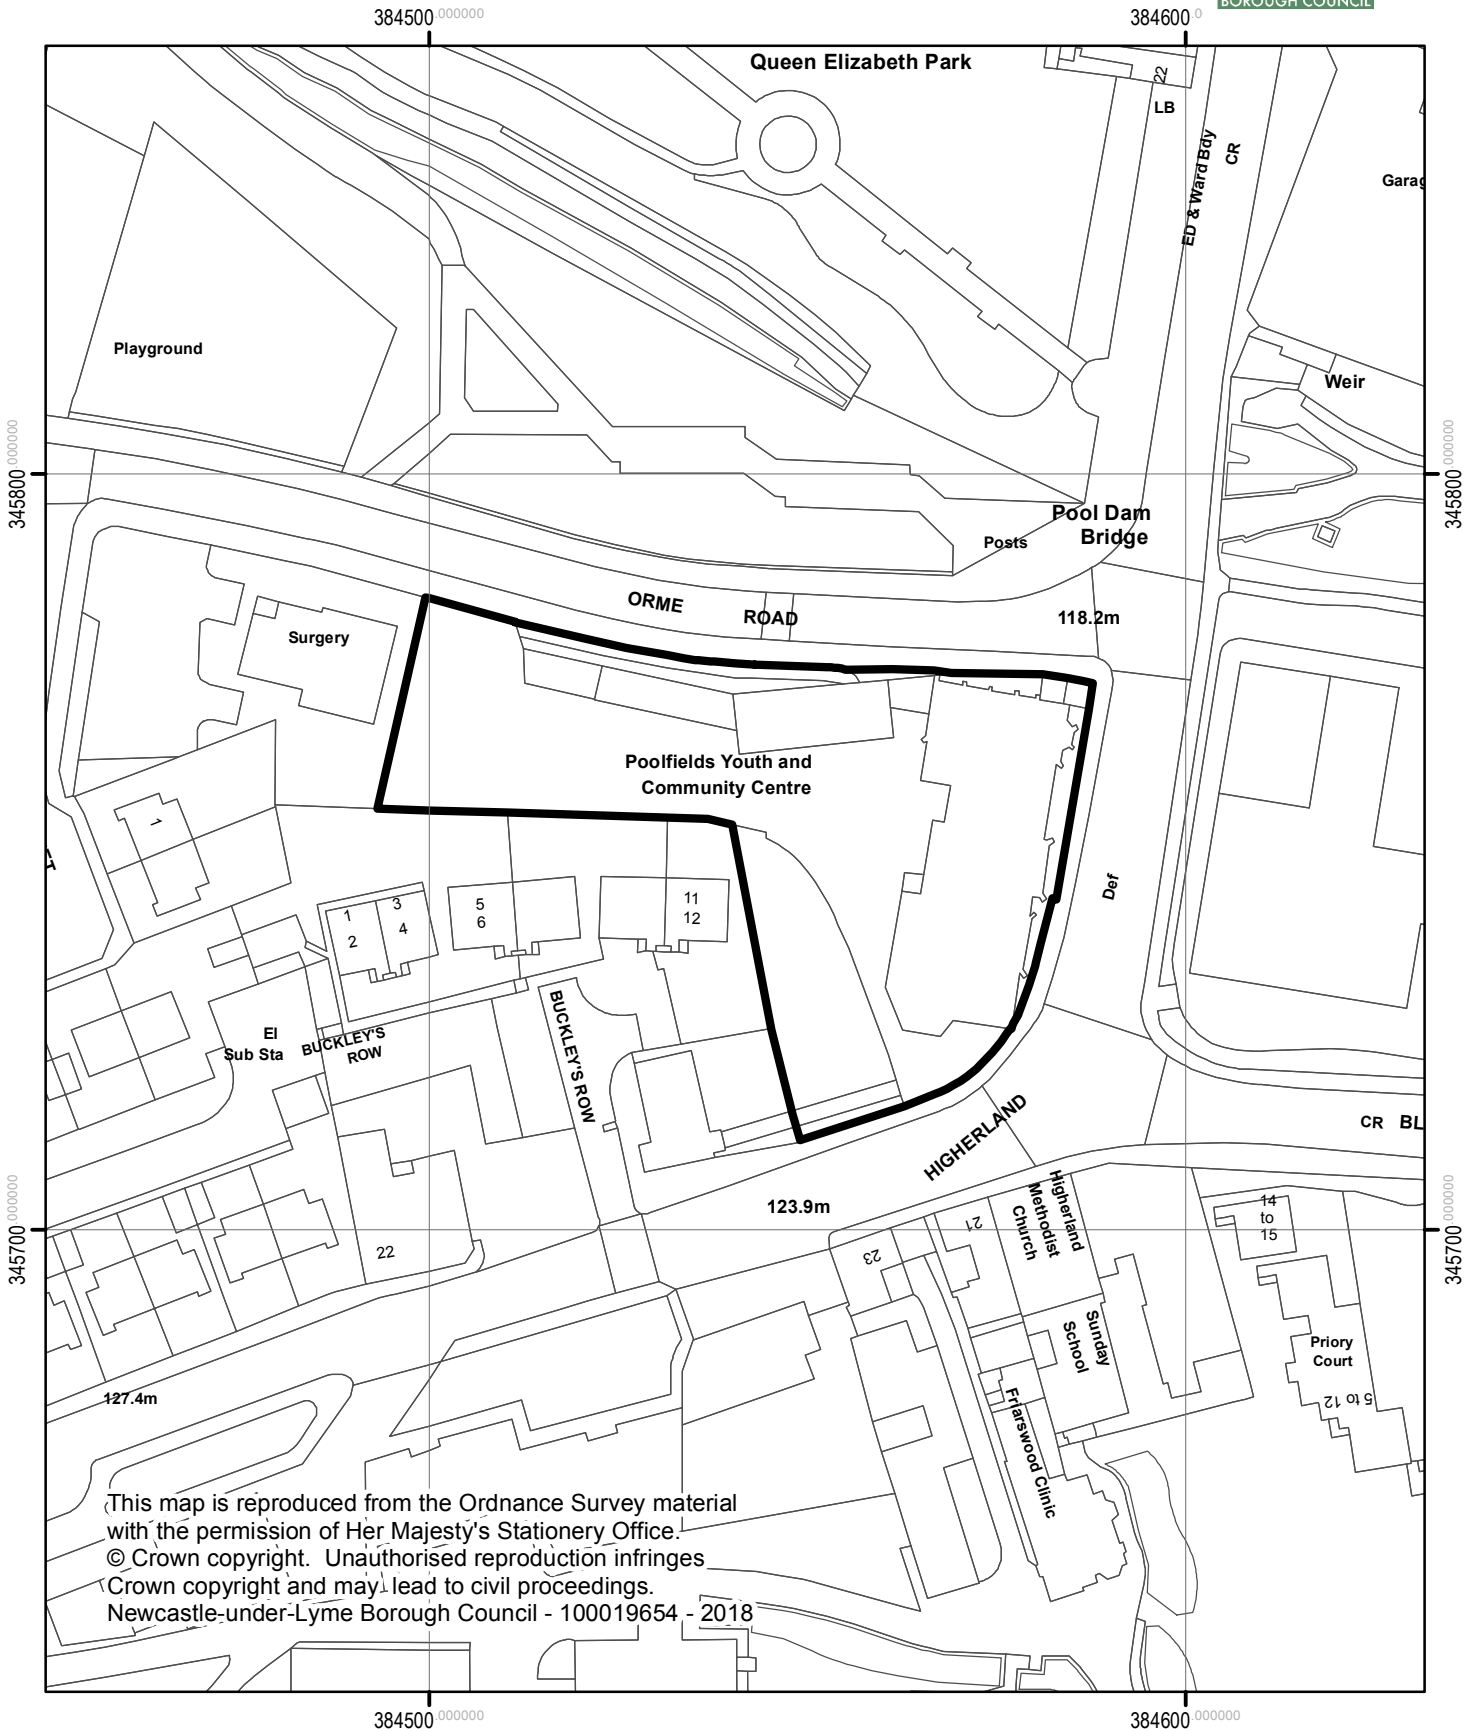 BOROUGH COUNCIL
384500.000000
384600.0
Queen Elizabeth Park
22
LB
ED & Ward Bdy
CR
Playground
Weir
345800.000000
345800.000000
Pool Dam
Bridge
Posts
ORME
ROAD
118.2m
Surgery
Poolfields Youth and
Community Centre
1
Def
1
2
3
4
5
6
11
12
El
Sub Sta
BUCKLEY'S
ROW
BUCKLEY'S ROW
HIGHERLAND
CR
BL
123.9m
345700.000000
345700.000000
22
23
21
Higherland
Methodist
Church
14
to
15
Sunday
School
Priory
Court
5 to 12
Friarswood Clinic
127.4m
This map is reproduced from the Ordnance Survey material
with the permission of Her Majesty's Stationery Office.
© Crown copyright. Unauthorised reproduction infringes
Crown copyright and may lead to civil proceedings.
Newcastle-under-Lyme Borough Council - 100019654 - 2018
384500.000000
384600.000000